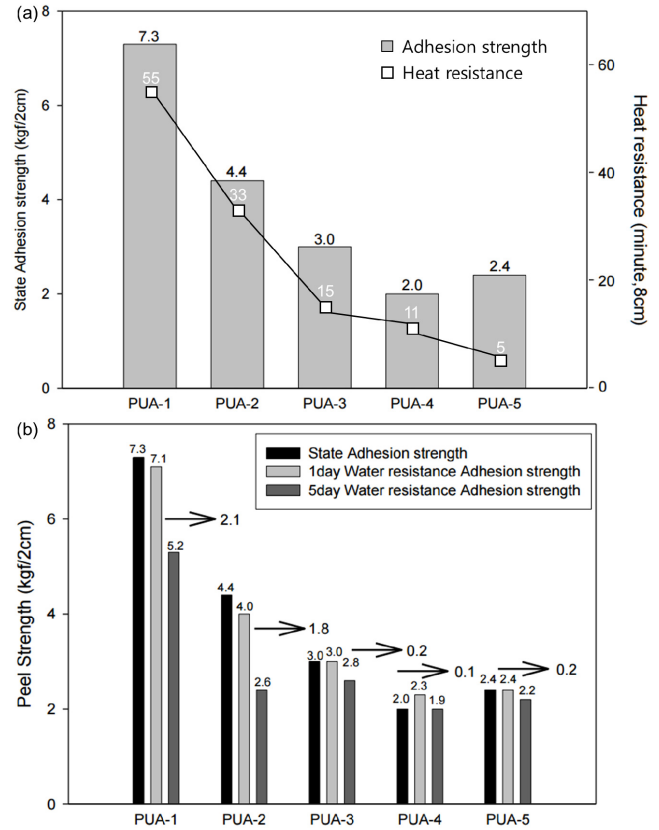 (a)
8
6
4
2
0
State Adhesion strength (kgf/2cm)
7.3
4.4
3.0
2.0
2.4
55
33
15
11
5
Adhesion strength
Heat resistance
60
40
20
0
Heat resistance (minute,8cm)
PUA-1 PUA-2 PUA-3 PUA-4 PUA-5
(b)
8
6
4
2
0
Peel Strength (kgf/2cm)
State Adhesion strength
1day Water resistance Adhesion strength
5day Water resistance Adhesion strength
7.3 7.1 5.2
2.1
4.4 4.0 2.6
1.8
3.0 3.0 2.8
0.2
2.0 2.3 1.9
0.1
2.4 2.4 2.2
0.2
PUA-1 PUA-2 PUA-3 PUA-4 PUA-5